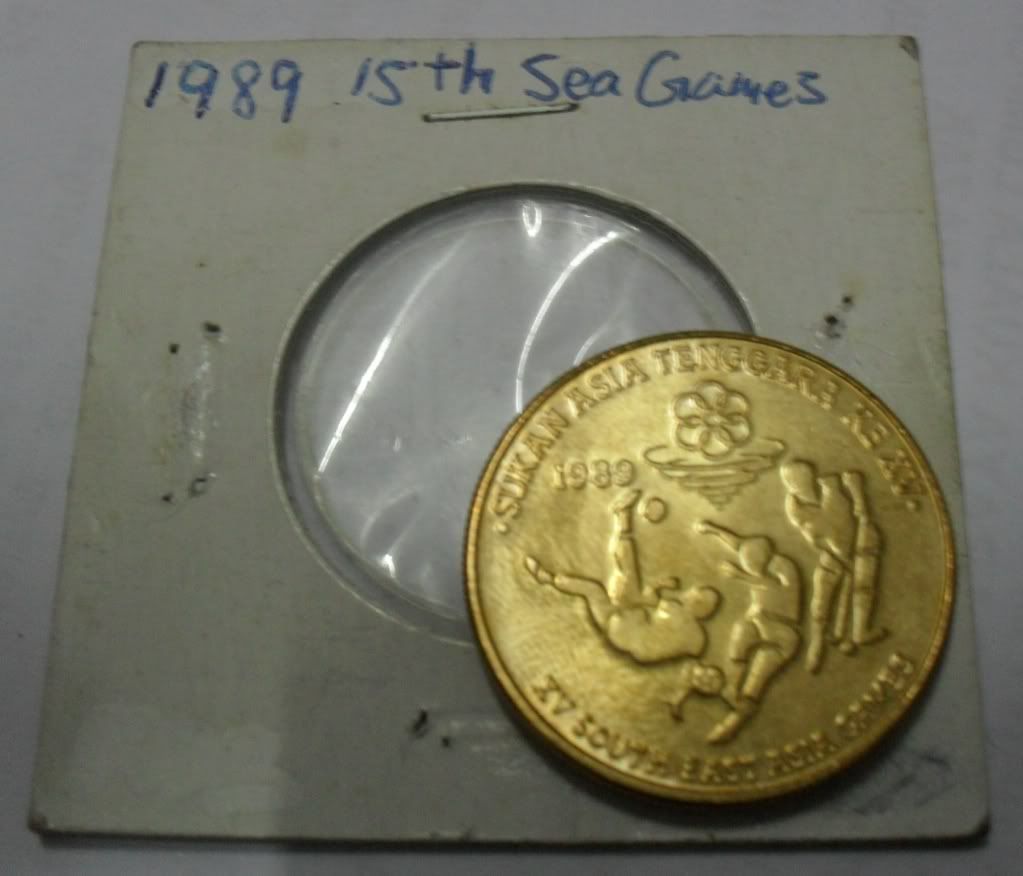 1989 15th Sea Games
·SUKAN ASIA TENGGARA KE XV·
1989
XV SOUTH EAST ASIA GAMES